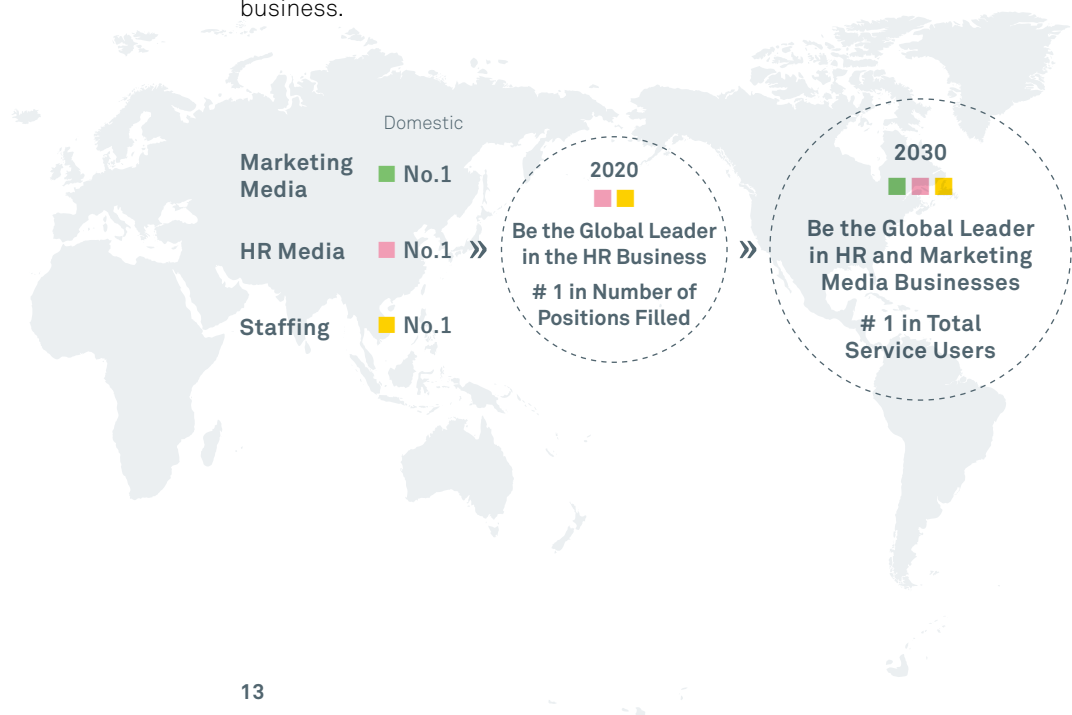 business.
Domestic
Marketing
Media
No.1
HR Media
No.1
»
Staffing
No.1
2020
Be the Global Leader
in the HR Business
# 1 in Number of
Positions Filled
»
2030
Be the Global Leader
in HR and Marketing
Media Businesses
# 1 in Total
Service Users
13